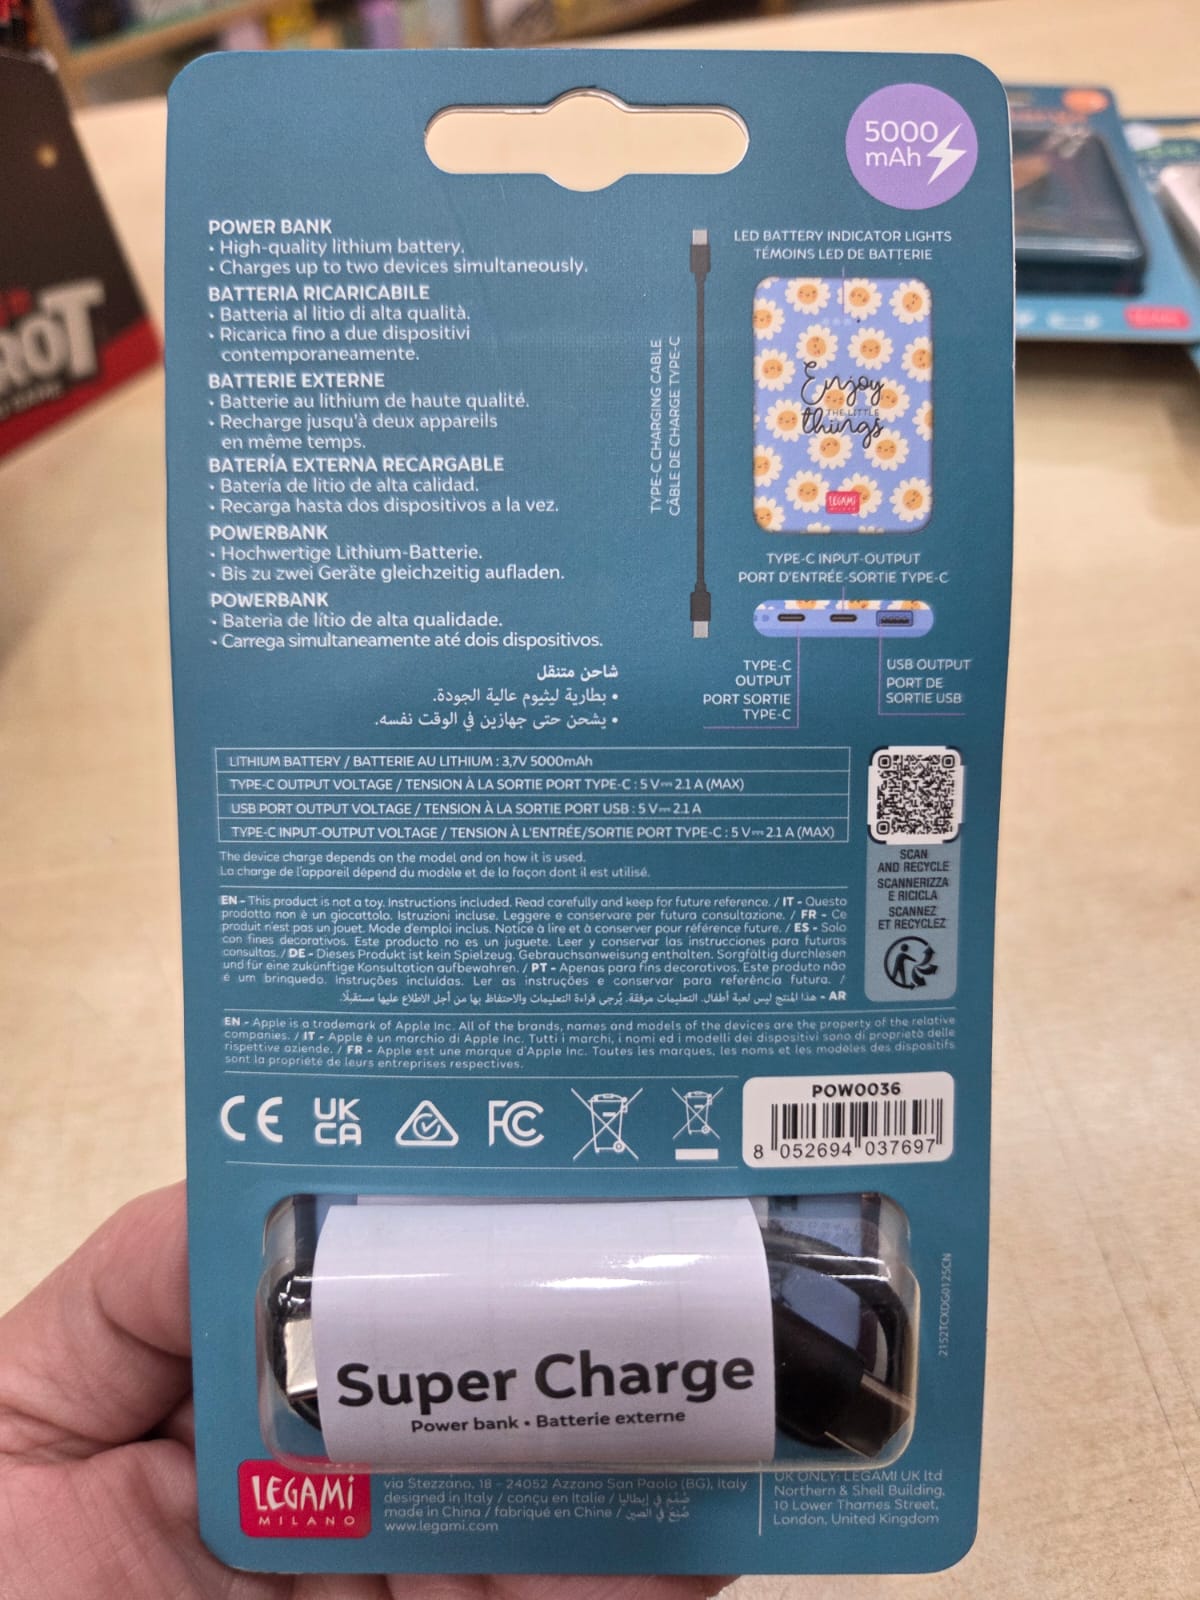 5000
mAh
POWER BANK
• High-quality lithium battery.
• Charges up to two devices simultaneously.
BATTERIA RICARICABILE
• Batteria al litio di alta qualità.
• Ricarica fino a due dispositivi
contemporaneamente.
BATTERIE EXTERNE
• Batterie au lithium de haute qualité.
• Recharge jusqu'à deux appareils
en même temps.
BATERÍA EXTERNA RECARGABLE
• Batería de litio de alta calidad.
• Recarga hasta dos dispositivos a la vez.
POWERBANK
• Hochwertige Lithium-Batterie.
• Bis zu zwei Geräte gleichzeitig aufladen.
POWERBANK
• Bateria de lítio de alta qualidade.
• Carrega simultaneamente até dois dispositivos.
شاحن متنقل
• بطارية ليثيوم عالية الجودة.
• يشحن حتى جهازين في الوقت نفسه.
TYPE-C CHARGING CABLE
CÂBLE DE CHARGE TYPE-C
LED BATTERY INDICATOR LIGHTS
TÉMOINS LED DE BATTERIE
Enjoy
THE LITTLE
things
LEGAMI
MILANO
TYPE-C INPUT-OUTPUT
PORT D'ENTRÉE-SORTIE TYPE-C
TYPE-C
OUTPUT
PORT SORTIE
TYPE-C
USB OUTPUT
PORT DE
SORTIE USB
LITHIUM BATTERY / BATTERIE AU LITHIUM : 3,7V 5000mAh
TYPE-C OUTPUT VOLTAGE / TENSION À LA SORTIE PORT TYPE-C : 5 V⎓ 2.1 A (MAX)
USB PORT OUTPUT VOLTAGE / TENSION À LA SORTIE PORT USB : 5 V⎓ 2.1 A
TYPE-C INPUT-OUTPUT VOLTAGE / TENSION À L'ENTRÉE/SORTIE PORT TYPE-C : 5 V⎓ 2.1 A (MAX)
The device charge depends on the model and on how it is used.
La charge de l'appareil dépend du modèle et de la façon dont il est utilisé.
SCAN
AND RECYCLE
SCANNERIZZA
E RICICLA
SCANNEZ
ET RECYCLEZ
EN - This product is not a toy. Instructions included. Read carefully and keep for future reference. / IT - Questo
prodotto non è un giocattolo. Istruzioni incluse. Leggere e conservare per futura consultazione. / FR - Ce
produit n'est pas un jouet. Mode d'emploi inclus. Notice à lire et à conserver pour référence future. / ES - Solo
con fines decorativos. Este producto no es un juguete. Leer y conservar las instrucciones para futuras
consultas. / DE - Dieses Produkt ist kein Spielzeug. Gebrauchsanweisung enthalten. Sorgfältig durchlesen
und für eine zukünftige Konsultation aufbewahren. / PT - Apenas para fins decorativos. Este produto não
é um brinquedo. Instruções incluídas. Ler as instruções e conservar para referência futura. /
AR - هذا المنتج ليس لعبة أطفال. التعليمات مرفقة. يُرجى قراءة التعليمات والاحتفاظ بها من أجل الاطلاع عليها مستقبلًا.
EN - Apple is a trademark of Apple Inc. All of the brands, names and models of the devices are the property of the relative
companies. / IT - Apple è un marchio di Apple Inc. Tutti i marchi, i nomi ed i modelli dei dispositivi sono di proprietà delle
rispettive aziende. / FR - Apple est une marque d'Apple Inc. Toutes les marques, les noms et les modèles des dispositifs
sont la propriété de leurs entreprises respectives.
CE
UK
CA
FC
POW0036
8 052694 037697
Super Charge
Power bank • Batterie externe
2152TCXDG0125CN
LEGAMI
MILANO
via Stezzano, 18 - 24052 Azzano San Paolo (BG), Italy
designed in Italy / conçu en Italie / صُمِّم في إيطاليا
made in China / fabriqué en Chine / صُنِع في الصين
www.legami.com
UK ONLY: LEGAMI UK ltd
Northern & Shell Building,
10 Lower Thames Street,
London, United Kingdom
ROT